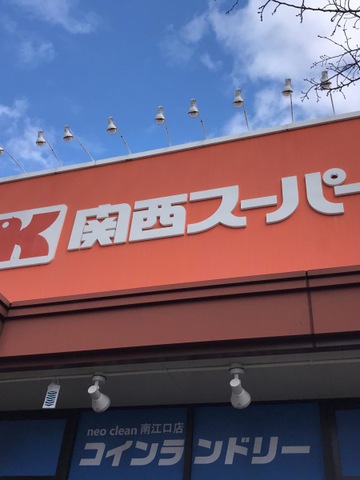 K 関西スーパー
neo clean 南江口店
コインランドリー